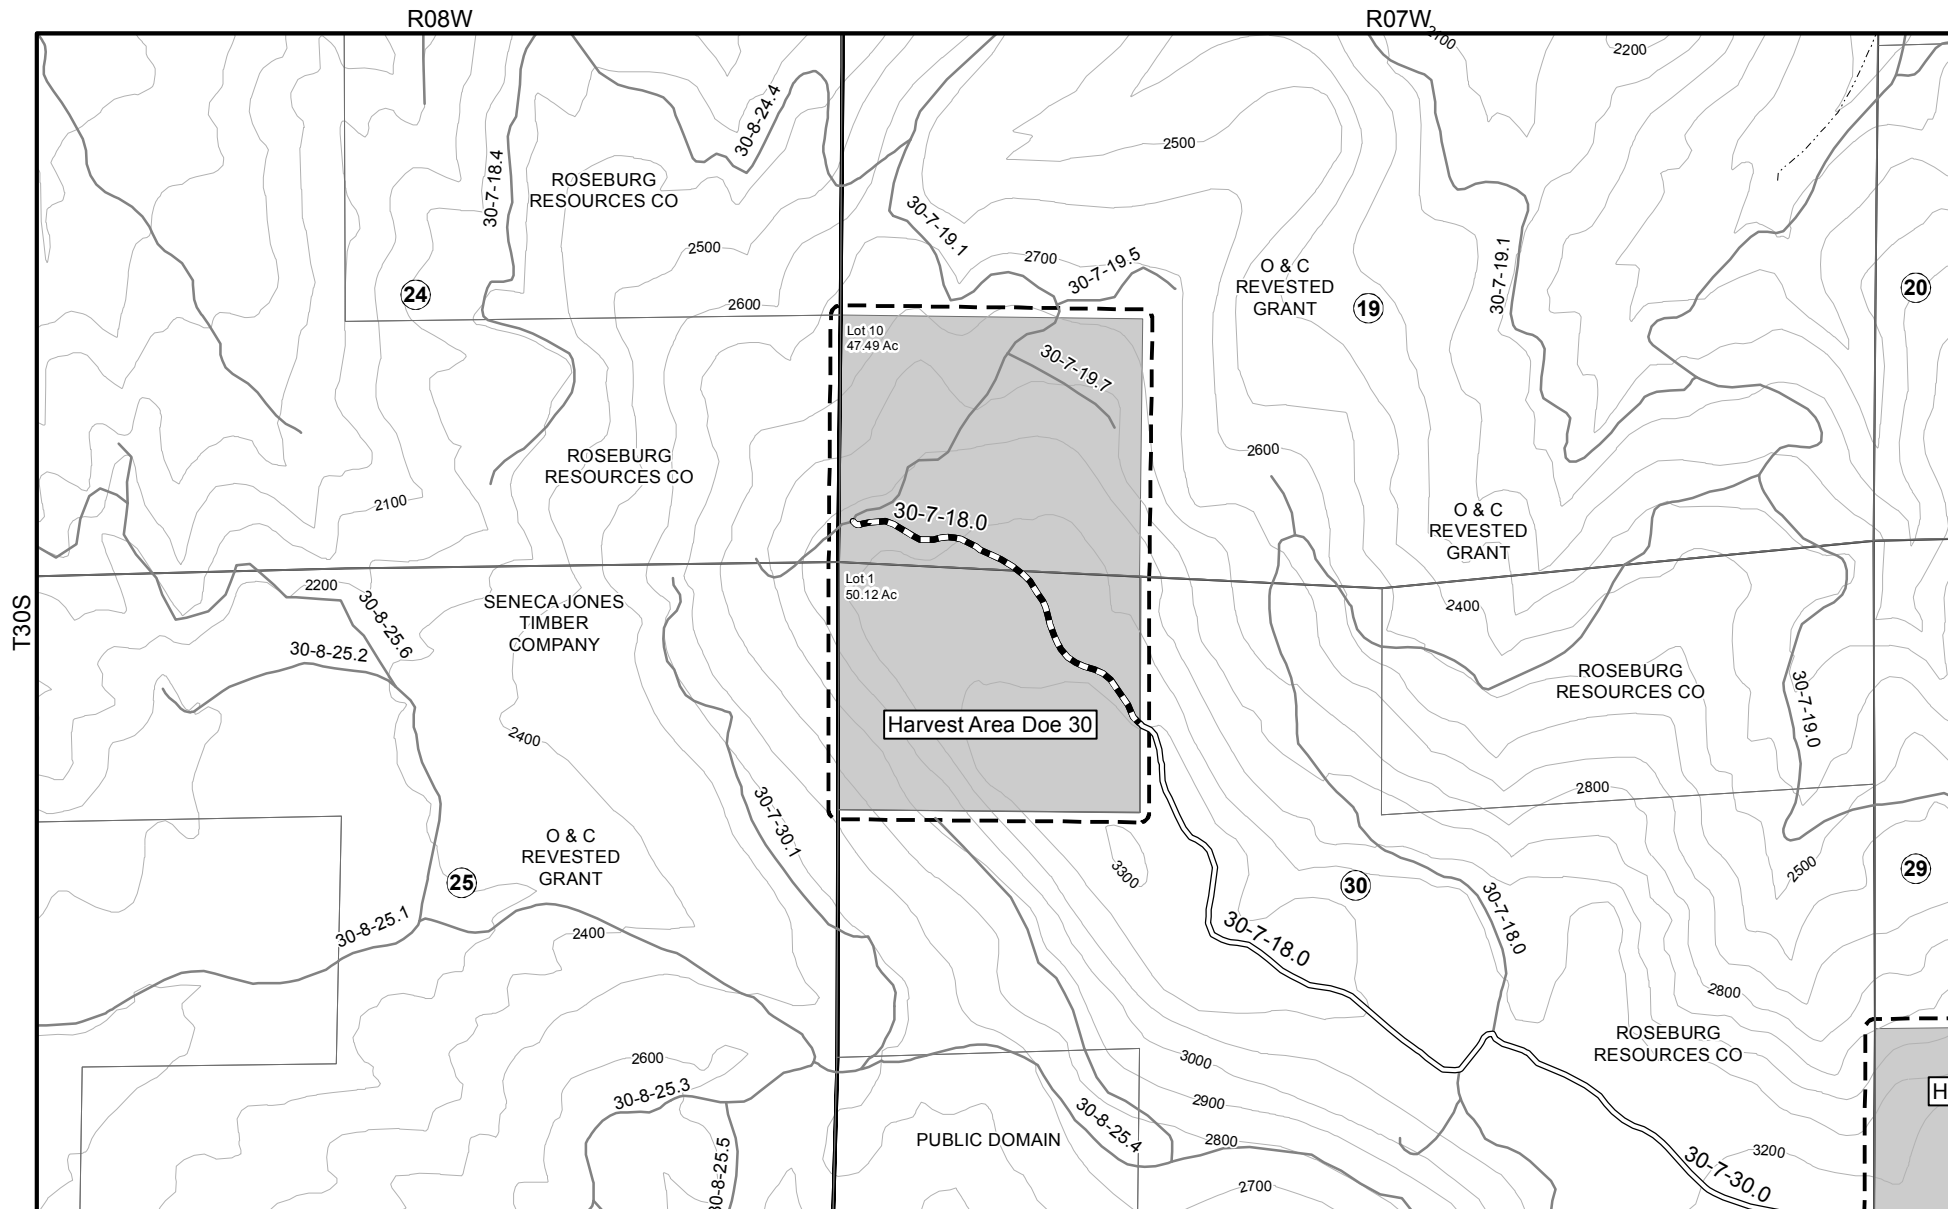 R08W
R07W
2100
2200
30-8-24.4
30-7-18.4
ROSEBURG
RESOURCES CO
2500
2500
30-7-19.1
2700
30-7-19.5
O & C
REVESTED
GRANT
30-7-19.1
24
19
20
2600
Lot 10
47.49 Ac
30-7-19.7
ROSEBURG
RESOURCES CO
2600
2100
30-7-18.0
O & C
REVESTED
GRANT
T30S
2200
30-8-25.6
SENECA JONES
TIMBER
COMPANY
Lot 1
50.12 Ac
2400
30-8-25.2
ROSEBURG
RESOURCES CO
30-7-19.0
2400
Harvest Area Doe 30
30-7-30.1
2800
O & C
REVESTED
GRANT
25
3300
30
2500
29
30-8-25.1
2400
30-7-18.0
30-7-18.0
2800
ROSEBURG
RESOURCES CO
2600
3000
30-8-25.3
2900
H
30-8-25.4
2800
PUBLIC DOMAIN
30-8-25.5
3200
30-7-30.0
2700